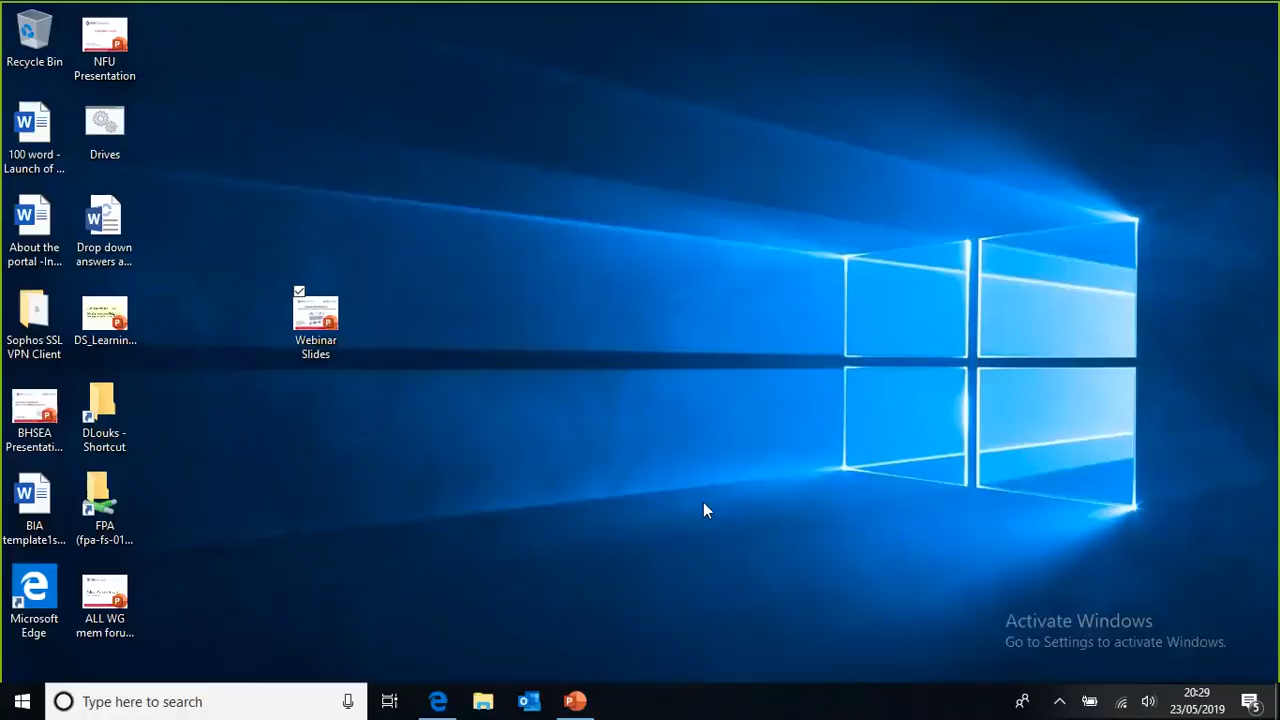 Recycle Bin
NFU
Presentation
100 word -
Launch of ...
Drives
About the
portal -In...
Drop down
answers a...
Sophos SSL
VPN Client
DS_Learnin...
Webinar
Slides
BHSEA
Presentati...
DLouks -
Shortcut
BIA
template1s...
FPA
(fpa-fs-01...
Microsoft
Edge
ALL WG
mem foru...
Activate Windows
Go to Settings to activate Windows.
Type here to search
20:29
23/05/2019
5